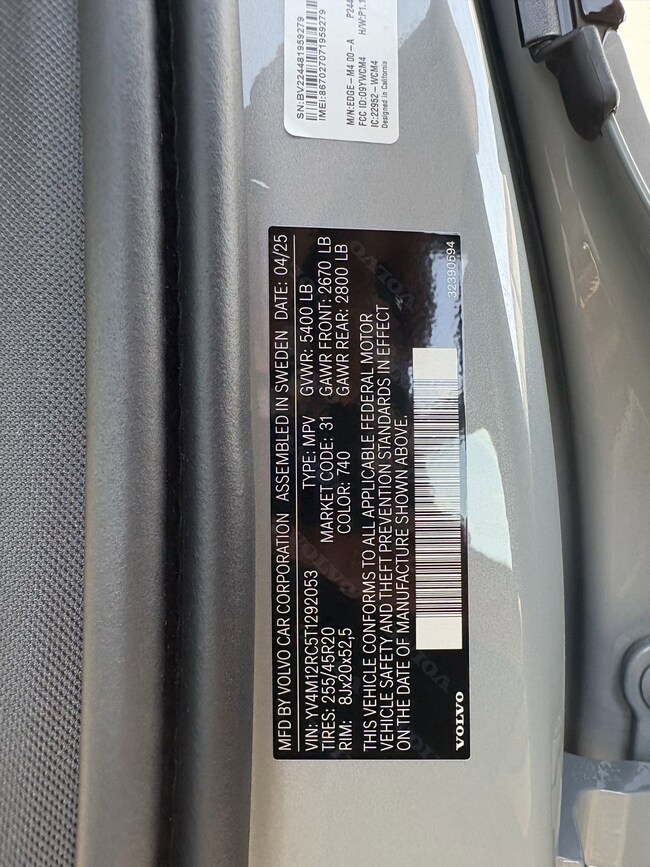 MFD BY VOLVO CAR CORPORATION ASSEMBLED IN SWEDEN DATE: 04/25
VIN: YV4M12RC5T1292053 TYPE: MPV GVWR: 5400 LB
TIRES: 255/45R20 MARKET CODE: 31 GAWR FRONT: 2670 LB
RIM: 8Jx20x52,5 COLOR: 740 GAWR REAR: 2800 LB
THIS VEHICLE CONFORMS TO ALL APPLICABLE FEDERAL MOTOR
VEHICLE SAFETY AND THEFT PREVENTION STANDARDS IN EFFECT
ON THE DATE OF MANUFACTURE SHOWN ABOVE.
VOLVO 32390594
SN:BV224481959279
IMEI:867027071959279
M/N:EDGE-M4.00-A
FCC ID:09YWCM4
IC:22952-WCM4
Designed in California